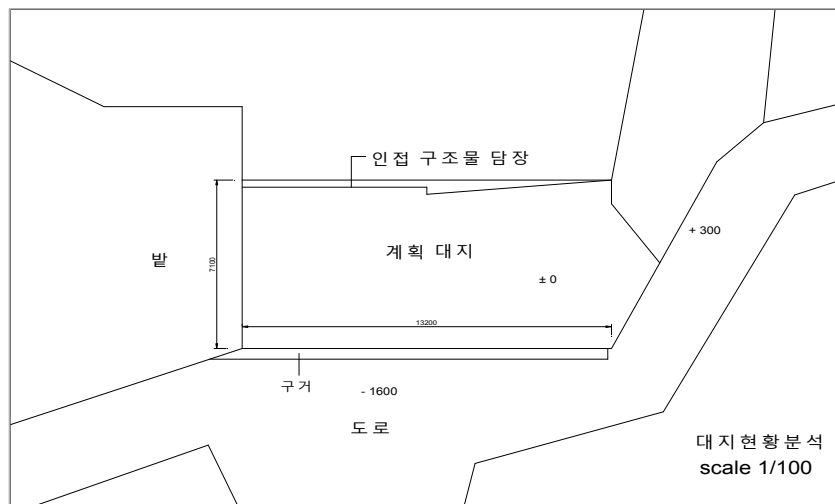 인접 구조물 담장
+ 300
밭
7100
계획 대지
± 0
13200
구거
- 1600
도로
대지현황분석
scale 1/100